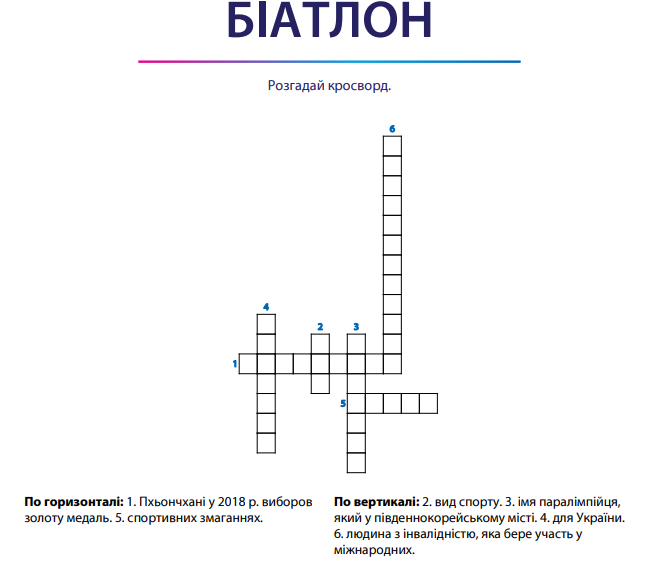 БІАТЛОН
Розгадай кросворд.
6
4
2 3
1
5
По горизонталі: 1. Пхьончхані у 2018 р. виборов
золоту медаль. 5. спортивних змаганнях.
По вертикалі: 2. вид спорту. 3. імя паралімпійця,
який у південнокорейському місті. 4. для України.
6. людина з інвалідністю, яка бере участь у
міжнародних.